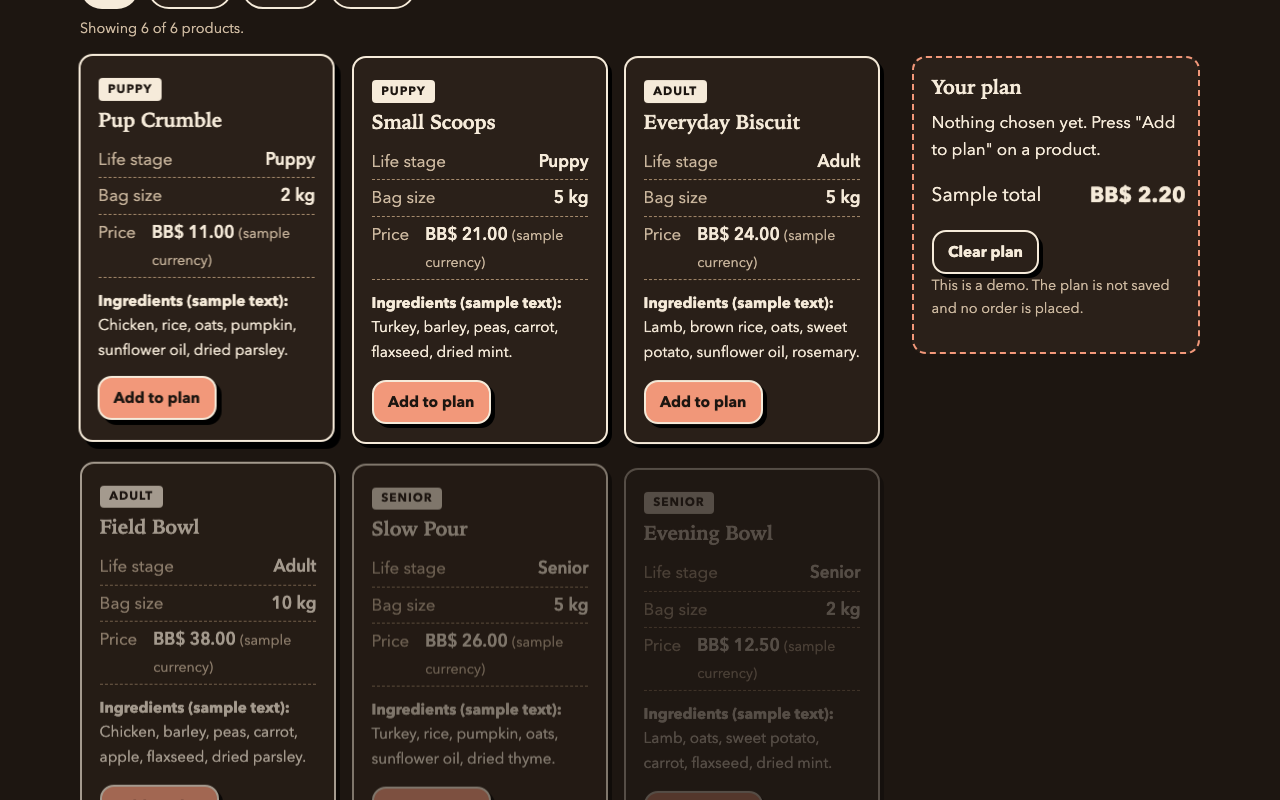 Showing 6 of 6 products.
PUPPY
Pup Crumble
Life stage Puppy
Bag size 2 kg
Price BB$ 11.00 (sample
currency)
Ingredients (sample text):
Chicken, rice, oats, pumpkin,
sunflower oil, dried parsley.
Add to plan
PUPPY
Small Scoops
Life stage Puppy
Bag size 5 kg
Price BB$ 21.00 (sample
currency)
Ingredients (sample text):
Turkey, barley, peas, carrot,
flaxseed, dried mint.
Add to plan
ADULT
Everyday Biscuit
Life stage Adult
Bag size 5 kg
Price BB$ 24.00 (sample
currency)
Ingredients (sample text):
Lamb, brown rice, oats, sweet
potato, sunflower oil, rosemary.
Add to plan
ADULT
Field Bowl
Life stage Adult
Bag size 10 kg
Price BB$ 38.00 (sample
currency)
Ingredients (sample text):
Chicken, barley, peas, carrot,
apple, flaxseed, dried parsley.
SENIOR
Slow Pour
Life stage Senior
Bag size 5 kg
Price BB$ 26.00 (sample
currency)
Ingredients (sample text):
Turkey, rice, pumpkin, oats,
sunflower oil, dried thyme.
SENIOR
Evening Bowl
Life stage Senior
Bag size 2 kg
Price BB$ 12.50 (sample
currency)
Ingredients (sample text):
Lamb, oats, sweet potato,
carrot, flaxseed, dried mint.
Your plan
Nothing chosen yet. Press "Add
to plan" on a product.
Sample total BB$ 2.20
Clear plan
This is a demo. The plan is not saved
and no order is placed.